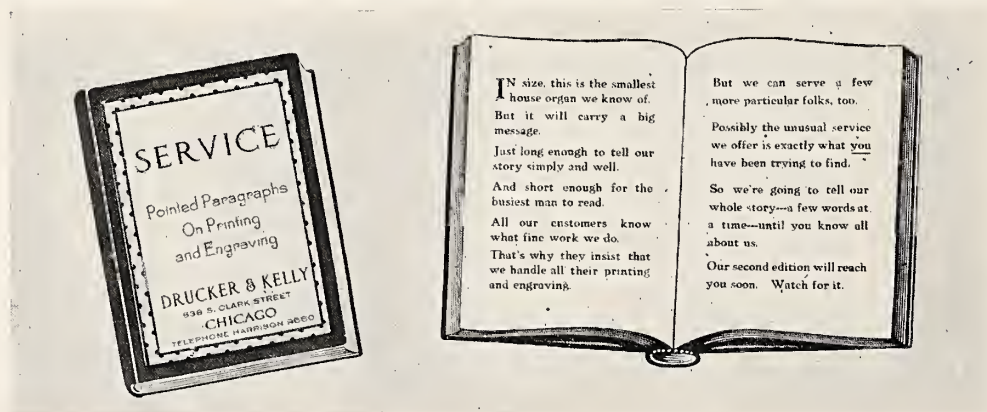 SERVICE
Pointed Paragraphs
On Printing
and Engraving
DRUCKER & KELLY
538 S. CLARK STREET
CHICAGO
TELEPHONE HARRISON
IN size, this is the smallest
house organ we know of.
But it will carry a big
message.
Just long enough to tell our
story simply and well.
And short enough for the
busiest man to read.
All our customers know
what fine work we do.
That's why they insist that
we handle all their printing
and engraving.
But we can serve a few
more particular folks, too.
Possibly the unusual service
we offer is exactly what you
have been trying to find.
So we're going to tell our
whole story---a few words at
a time---until you know all
about us.
Our second edition will reach
you soon. Watch for it.